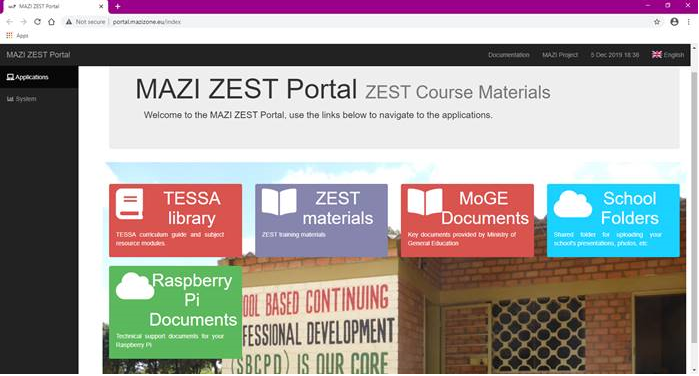 MAZI ZEST Portal
Not secure
portal.mazizone.eu/index
Apps
MAZI ZEST Portal
Documentation
MAZI Project
5 Dec 2019 18:38
English
Applications
System
MAZI ZEST Portal ZEST Course Materials
Welcome to the MAZI ZEST Portal, use the links below to navigate to the applications.
TESSA
library
TESSA curriculum guide and subject
resource modules.
ZEST
materials
ZEST training materials
MoGE
Documents
Key documents provided by Ministry of
General Education
School
Folders
Shared folder for uploading your
school's presentations, photos, etc
Raspberry
Pi
Documents
Technical support documents for your
Raspberry Pi
OOL BASED CONTINUING
FESSIONAL DEVELOPMENT
(SBCPD) IS OUR CORE